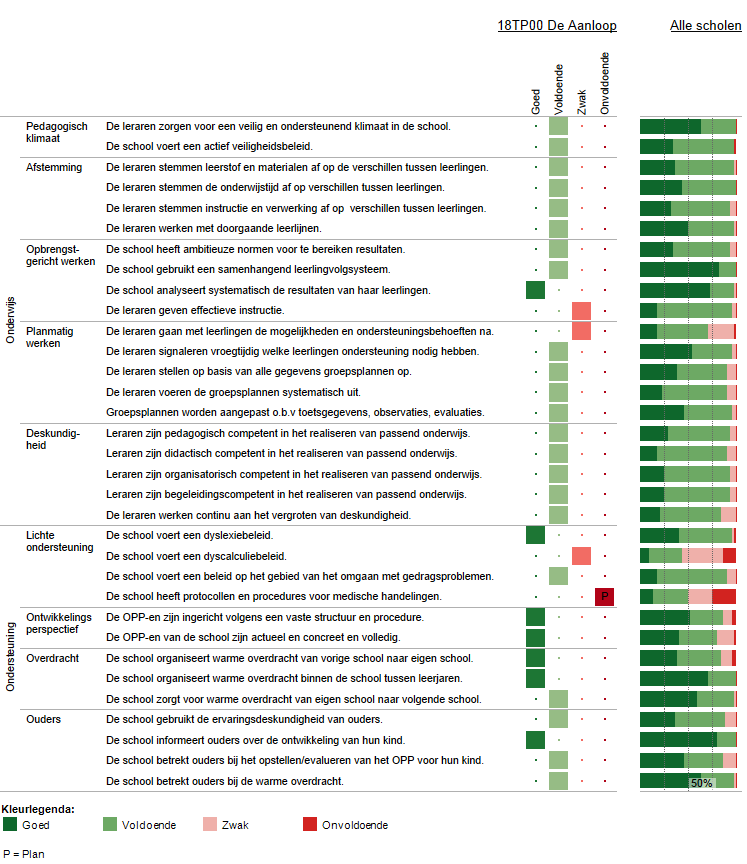 18TP00 De Aanloop
Alle scholen
Goed
Voldoende
Zwak
Onvoldoende
Onderwijs
Pedagogisch
klimaat
De leraren zorgen voor een veilig en ondersteunend klimaat in de school.
De school voert een actief veiligheidsbeleid.
Afstemming
De leraren stemmen leerstof en materialen af op de verschillen tussen leerlingen.
De leraren stemmen de onderwijstijd af op verschillen tussen leerlingen.
De leraren stemmen instructie en verwerking af op verschillen tussen leerlingen.
De leraren werken met doorgaande leerlijnen.
Opbrengst-
gericht werken
De school heeft ambitieuze normen voor te bereiken resultaten.
De school gebruikt een samenhangend leerlingvolgsysteem.
De school analyseert systematisch de resultaten van haar leerlingen.
De leraren geven effectieve instructie.
Planmatig
werken
De leraren gaan met leerlingen de mogelijkheden en ondersteuningsbehoeften na.
De leraren signaleren vroegtijdig welke leerlingen ondersteuning nodig hebben.
De leraren stellen op basis van alle gegevens groepsplannen op.
De leraren voeren de groepsplannen systematisch uit.
Groepsplannen worden aangepast o.b.v toetsgegevens, observaties, evaluaties.
Deskundig-
heid
Leraren zijn pedagogisch competent in het realiseren van passend onderwijs.
Leraren zijn didactisch competent in het realiseren van passend onderwijs.
Leraren zijn organisatorisch competent in het realiseren van passend onderwijs.
Leraren zijn begeleidingscompetent in het realiseren van passend onderwijs.
De leraren werken continu aan het vergroten van deskundigheid.
Ondersteuning
Lichte
ondersteuning
De school voert een dyslexiebeleid.
De school voert een dyscalculiebeleid.
De school voert een beleid op het gebied van het omgaan met gedragsproblemen.
De school heeft protocollen en procedures voor medische handelingen.
P
Ontwikkelings
perspectief
De OPP-en zijn ingericht volgens een vaste structuur en procedure.
De OPP-en van de school zijn actueel en concreet en volledig.
Overdracht
De school organiseert warme overdracht van vorige school naar eigen school.
De school organiseert warme overdracht binnen de school tussen leerjaren.
De school zorgt voor warme overdracht van eigen school naar volgende school.
Ouders
De school gebruikt de ervaringsdeskundigheid van ouders.
De school informeert ouders over de ontwikkeling van hun kind.
De school betrekt ouders bij het opstellen/evalueren van het OPP voor hun kind.
De school betrekt ouders bij de warme overdracht.
50%
Kleurlegenda:
Goed
Voldoende
Zwak
Onvoldoende
P = Plan